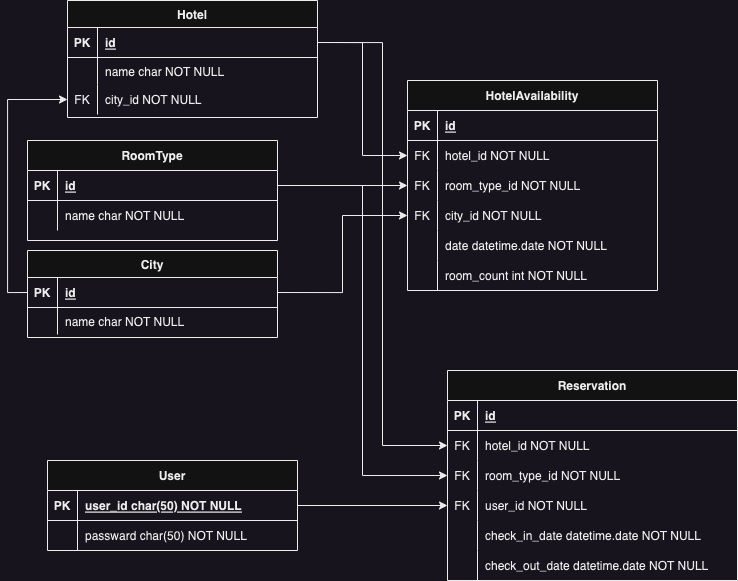 Hotel
PK id
name char NOT NULL
FK city_id NOT NULL
HotelAvailability
PK id
FK hotel_id NOT NULL
FK room_type_id NOT NULL
FK city_id NOT NULL
date datetime.date NOT NULL
room_count int NOT NULL
RoomType
PK id
name char NOT NULL
City
PK id
name char NOT NULL
Reservation
PK id
FK hotel_id NOT NULL
FK room_type_id NOT NULL
FK user_id NOT NULL
check_in_date datetime.date NOT NULL
check_out_date datetime.date NOT NULL
User
PK user_id char(50) NOT NULL
passward char(50) NOT NULL